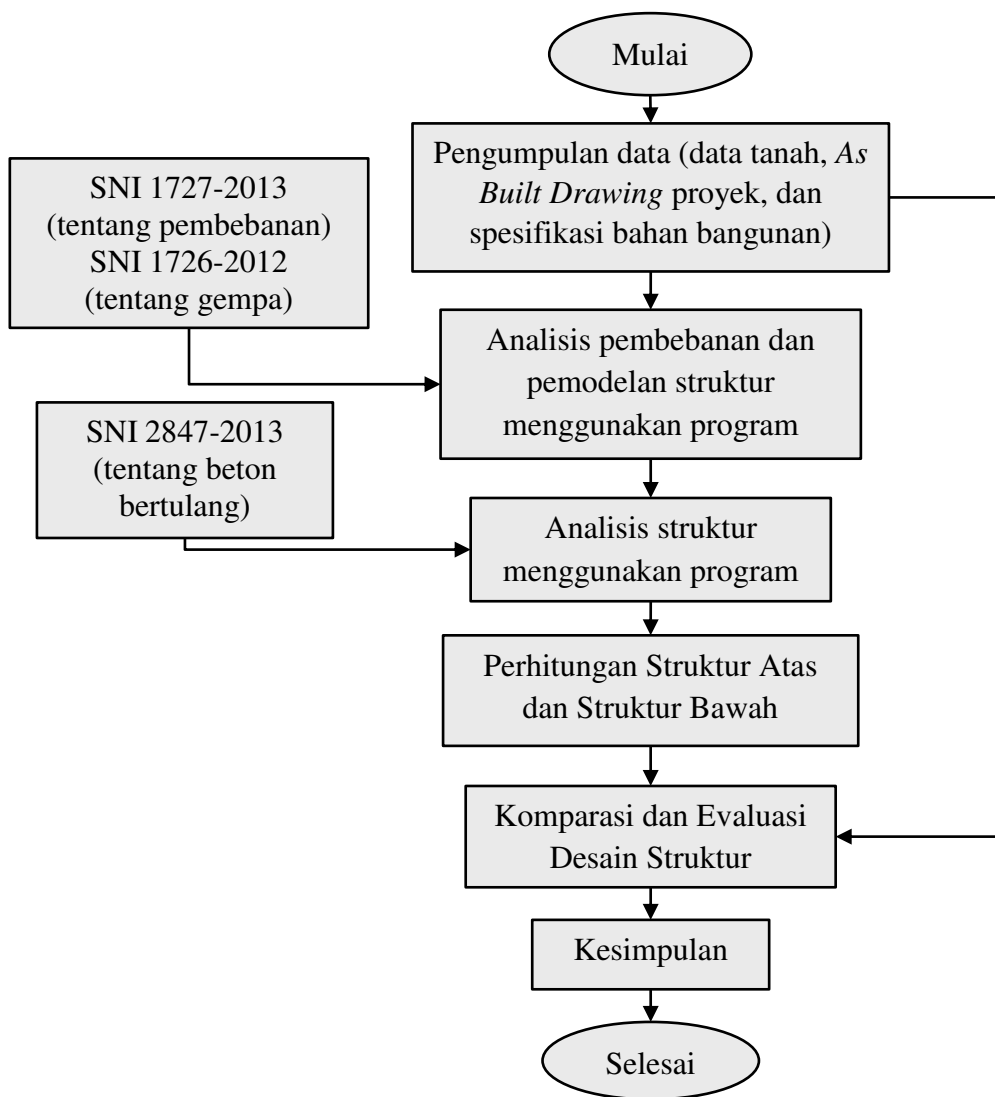 Mulai
Pengumpulan data (data tanah, As
Built Drawing proyek, dan
spesifikasi bahan bangunan)
SNI 1727-2013
(tentang pembebanan)
SNI 1726-2012
(tentang gempa)
Analisis pembebanan dan
pemodelan struktur
menggunakan program
SNI 2847-2013
(tentang beton
bertulang)
Analisis struktur
menggunakan program
Perhitungan Struktur Atas
dan Struktur Bawah
Komparasi dan Evaluasi
Desain Struktur
Kesimpulan
Selesai